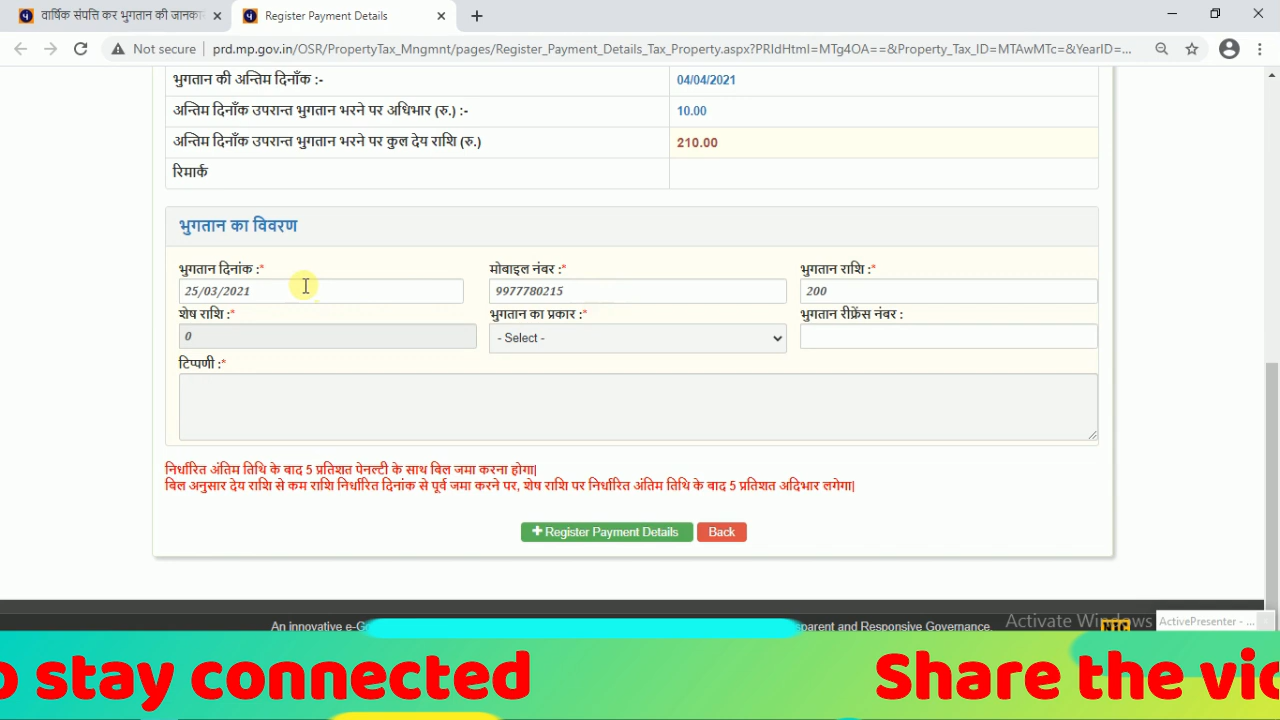 वार्षिक संपत्ति कर भुगतान की जानका
Register Payment Details
Not secure
prd.mp.gov.in/OSR/PropertyTax_Mngmnt/pages/Register_Payment_Details_Tax_Property.aspx?PRIdHtml=MTg4OA==&Property_Tax_ID=MTAwMTc=&YearID=...
भुगतान की अन्तिम दिनाँक :-
04/04/2021
अन्तिम दिनाँक उपरान्त भुगतान भरने पर अधिभार (रु.) :-
10.00
अन्तिम दिनाँक उपरान्त भुगतान भरने पर कुल देय राशि (रु.)
210.00
रिमार्क
भुगतान का विवरण
भुगतान दिनांक :*
मोबाइल नंबर :*
भुगतान राशि :*
25/03/2021
9977780215
200
शेष राशि :*
भुगतान का प्रकार :*
भुगतान रीफ्रेंस नंबर :
0
- Select -
टिप्पणी :*
निर्धारित अंतिम तिथि के बाद 5 प्रतिशत पेनल्टी के साथ बिल जमा करना होगा|
बिल अनुसार देय राशि से कम राशि निर्धारित दिनांक से पूर्व जमा करने पर, शेष राशि पर निर्धारित अंतिम तिथि के बाद 5 प्रतिशत अदिभार लगेगा|
+ Register Payment Details
Back
An innovative e-G
parent and Responsive Governance.
Activate Windows
ActivePresenter - ...
NIC
o stay connected
Share the vic